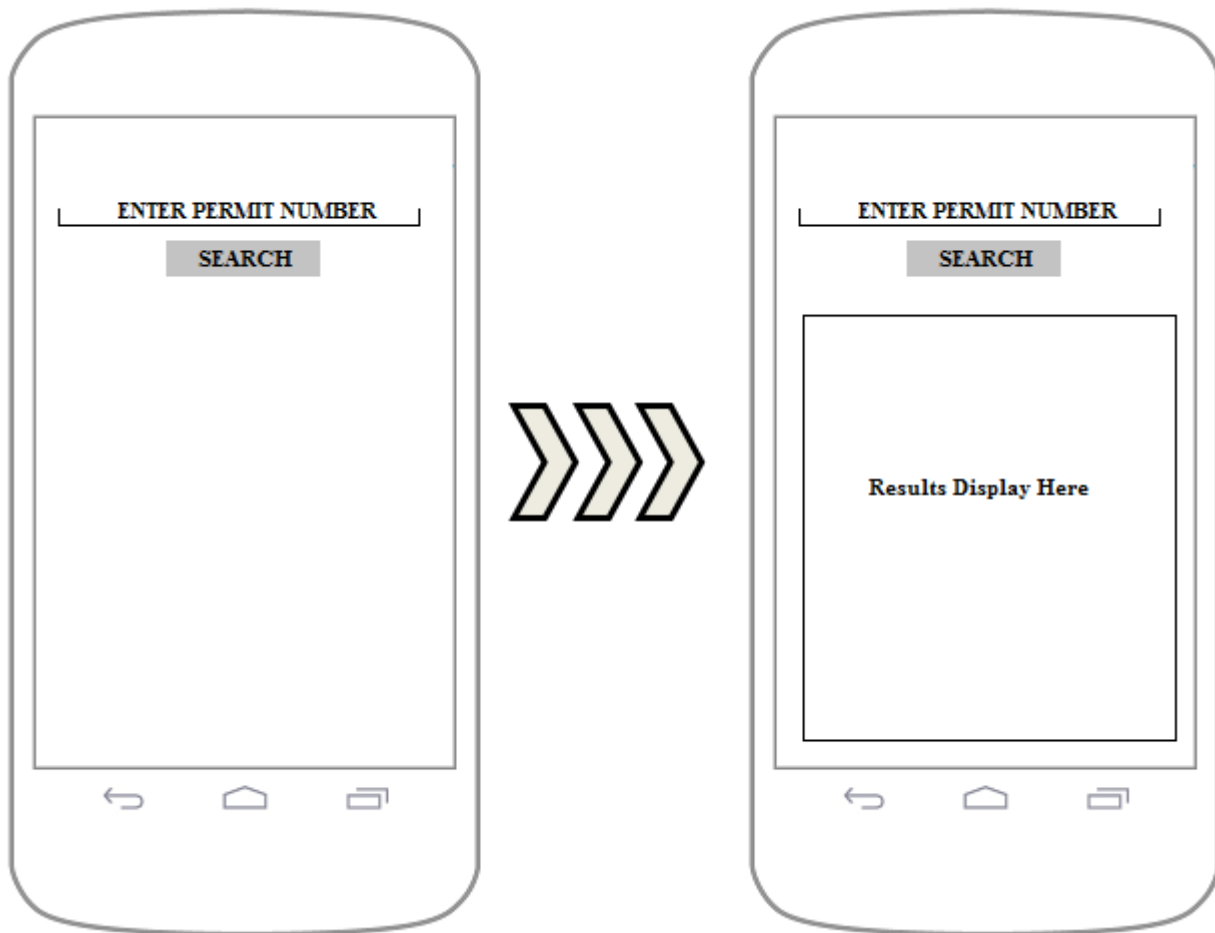 ENTER PERMIT NUMBER
SEARCH
ENTER PERMIT NUMBER
SEARCH
Results Display Here